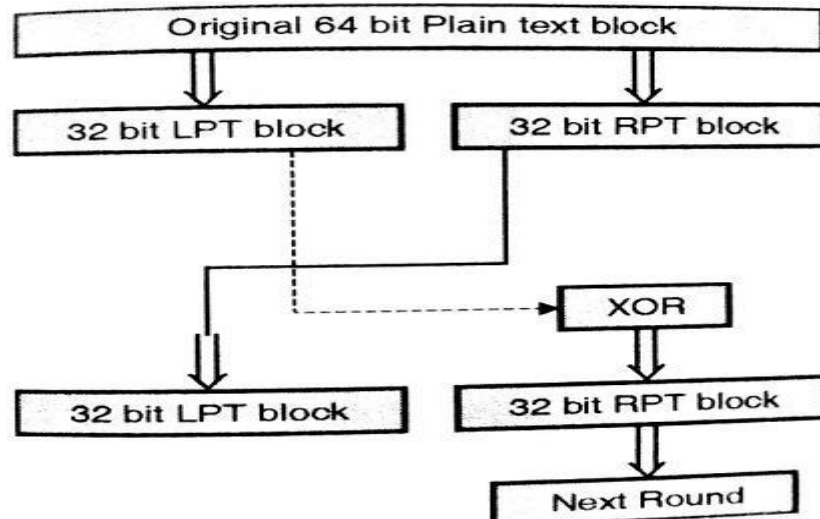 Original 64 bit Plain text block
32 bit LPT block
32 bit RPT block
XOR
32 bit LPT block
32 bit RPT block
Next Round